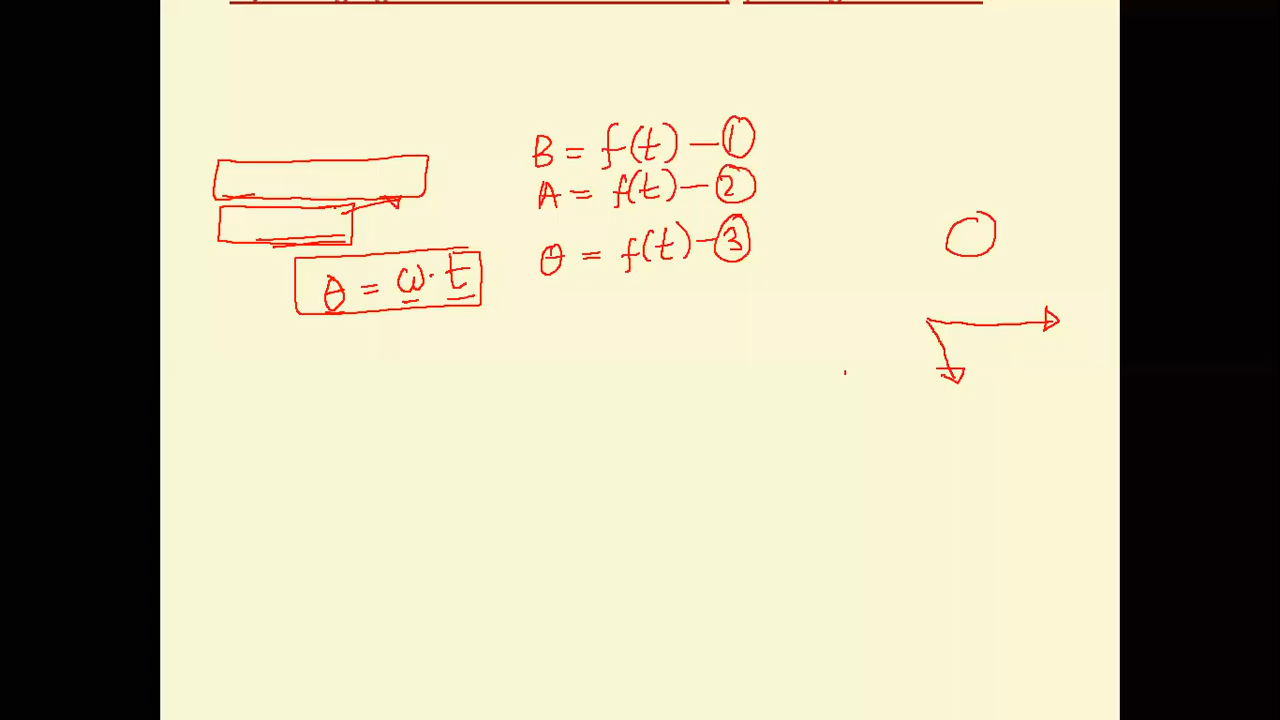 B = f(t) — 1
A = f(t) — 2
θ = f(t) — 3
θ = ω · t